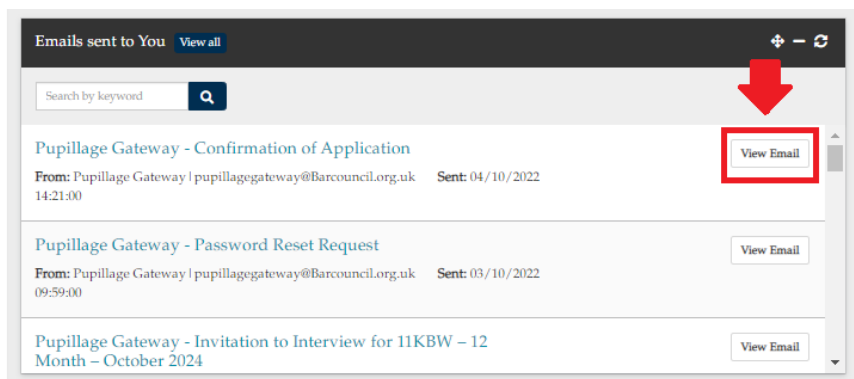 Emails sent to You View all
Search by keyword
Pupillage Gateway - Confirmation of Application
View Email
From: Pupillage Gateway | pupillagegateway@Barcouncil.org.uk Sent: 04/10/2022
14:21:00
Pupillage Gateway - Password Reset Request
View Email
From: Pupillage Gateway | pupillagegateway@Barcouncil.org.uk Sent: 03/10/2022
09:59:00
Pupillage Gateway - Invitation to Interview for 11KBW – 12
Month – October 2024
View Email